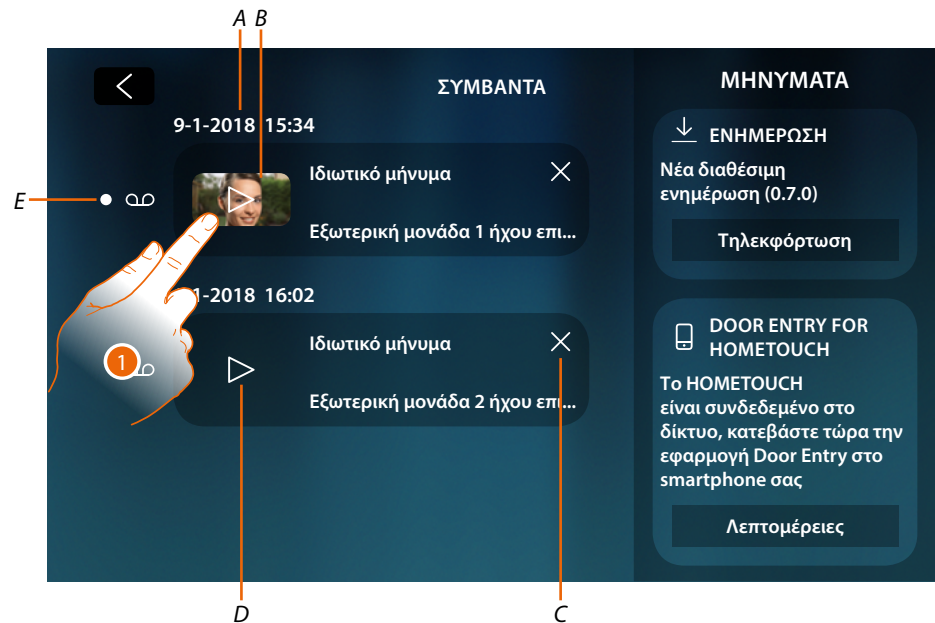 A B
ΣΥΜΒΑΝΤΑ
9-1-2018 15:34
Ιδιωτικό μήνυμα
Εξωτερική μονάδα 1 ήχου επι...
E
1-2018 16:02
Ιδιωτικό μήνυμα
1
Εξωτερική μονάδα 2 ήχου επι...
D
C
ΜΗΝΥΜΑΤΑ
ΕΝΗΜΕΡΩΣΗ
Νέα διαθέσιμη
ενημέρωση (0.7.0)
Τηλεκφόρτωση
DOOR ENTRY FOR
HOMETOUCH
Το HOMETOUCH
είναι συνδεδεμένο στο
δίκτυο, κατεβάστε τώρα την
εφαρμογή Door Entry στο
smartphone σας
Λεπτομέρειες